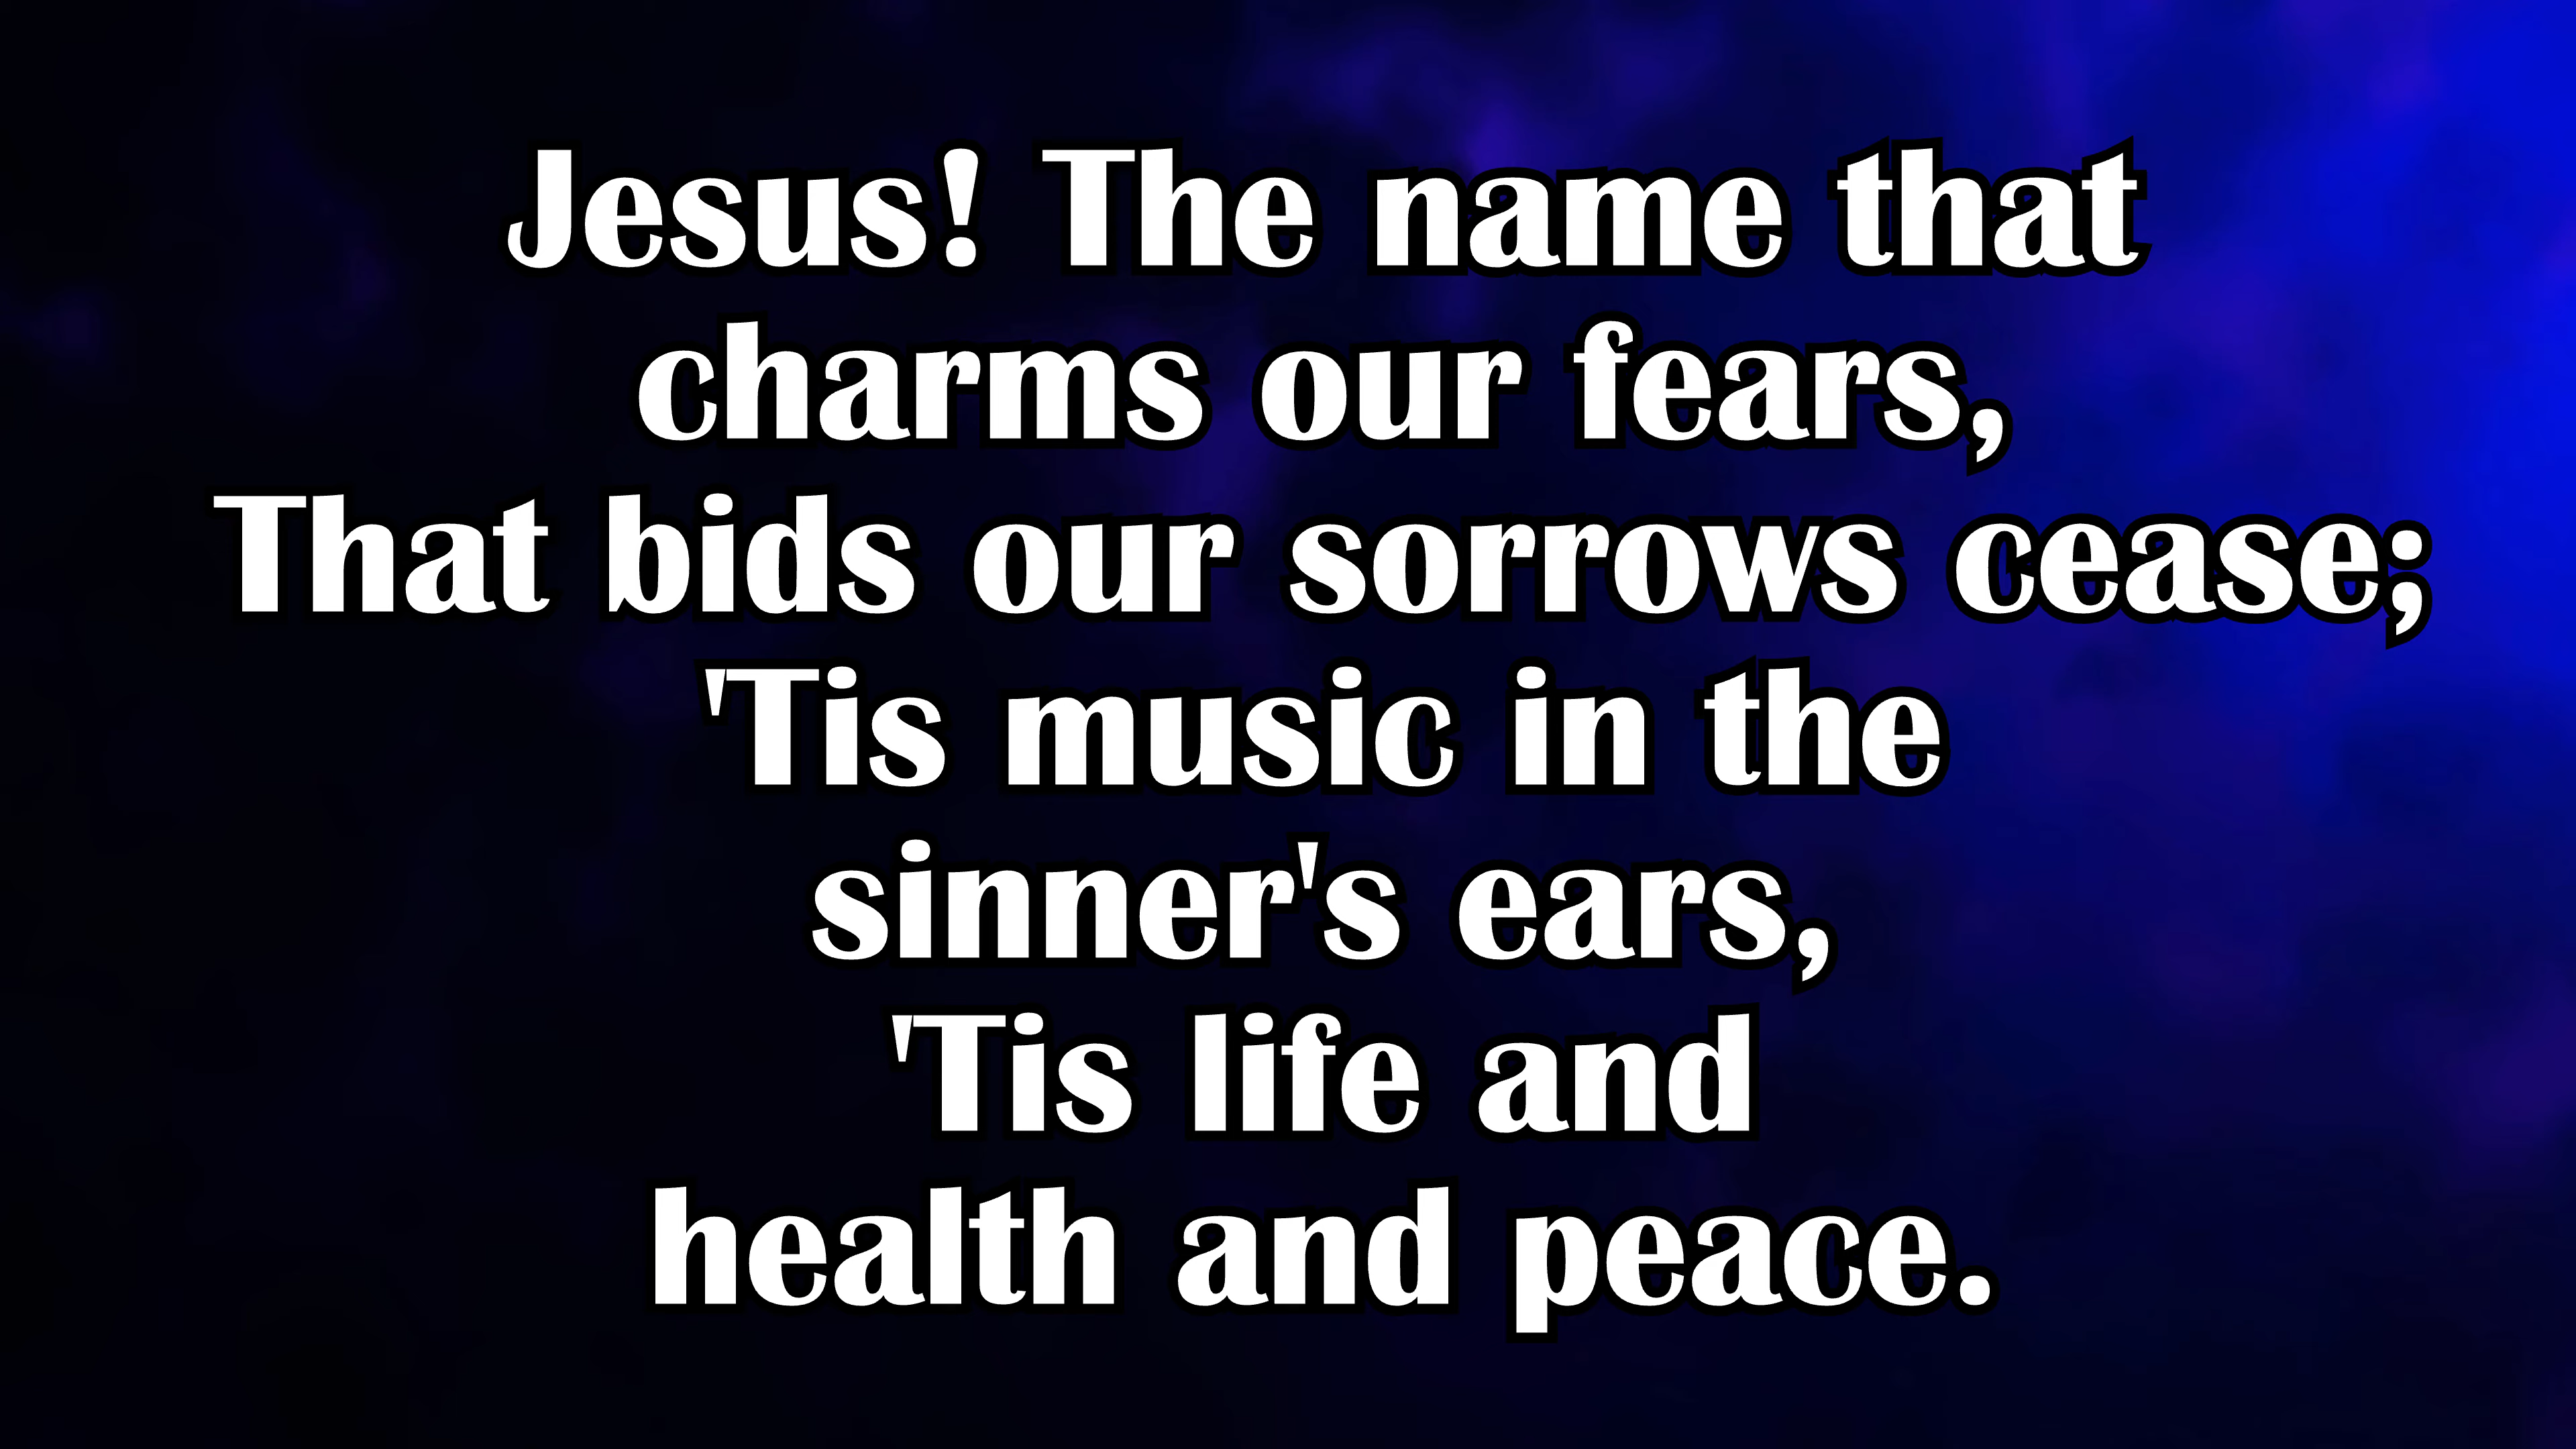 Jesus! The name that
charms our fears,
That bids our sorrows cease;
'Tis music in the
sinner's ears,
'Tis life and
health and peace.